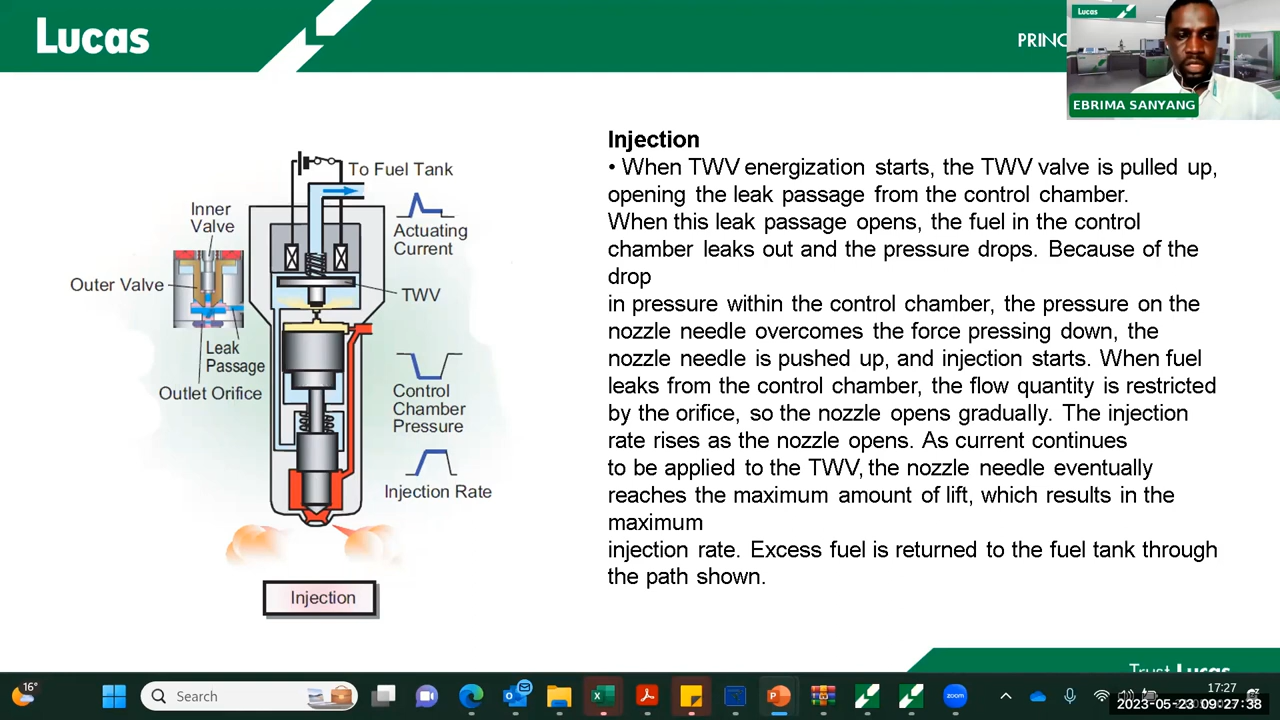 Lucas
PRINC
Lucas
EBRIMA SANYANG
To Fuel Tank
Inner
Valve
Actuating
Current
Outer Valve
TWV
Leak
Passage
Outlet Orifice
Control
Chamber
Pressure
Injection Rate
Injection
Injection
• When TWV energization starts, the TWV valve is pulled up,
opening the leak passage from the control chamber.
When this leak passage opens, the fuel in the control
chamber leaks out and the pressure drops. Because of the
drop
in pressure within the control chamber, the pressure on the
nozzle needle overcomes the force pressing down, the
nozzle needle is pushed up, and injection starts. When fuel
leaks from the control chamber, the flow quantity is restricted
by the orifice, so the nozzle opens gradually. The injection
rate rises as the nozzle opens. As current continues
to be applied to the TWV, the nozzle needle eventually
reaches the maximum amount of lift, which results in the
maximum
injection rate. Excess fuel is returned to the fuel tank through
the path shown.
Trust Lucas
16°
Search
zoom
17:27
2023-05-23 09:27:38